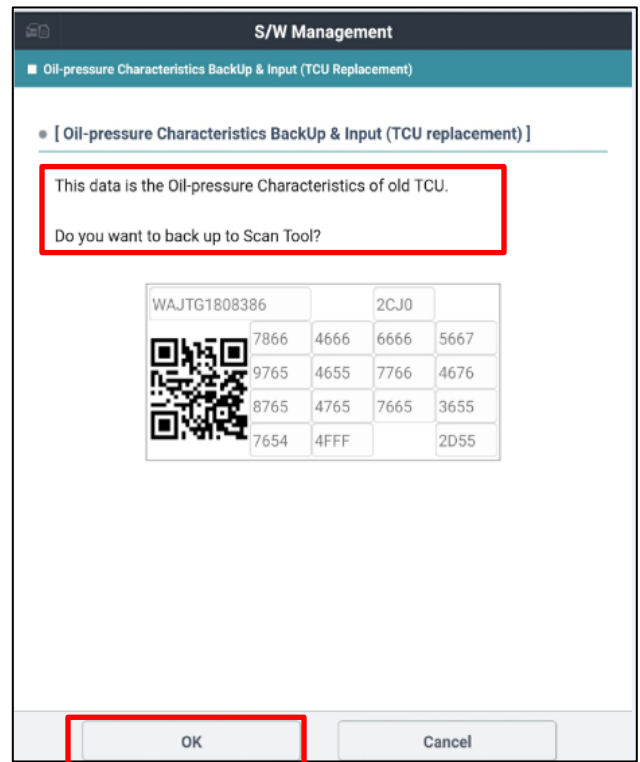 S/W Management
■ Oil-pressure Characteristics BackUp & Input (TCU Replacement)
● [ Oil-pressure Characteristics BackUp & Input (TCU replacement) ]
This data is the Oil-pressure Characteristics of old TCU.
Do you want to back up to Scan Tool?
WAJTG1808386 2CJ0
7866 4666 6666 5667
9765 4655 7766 4676
8765 4765 7665 3655
7654 4FFF 2D55
OK Cancel